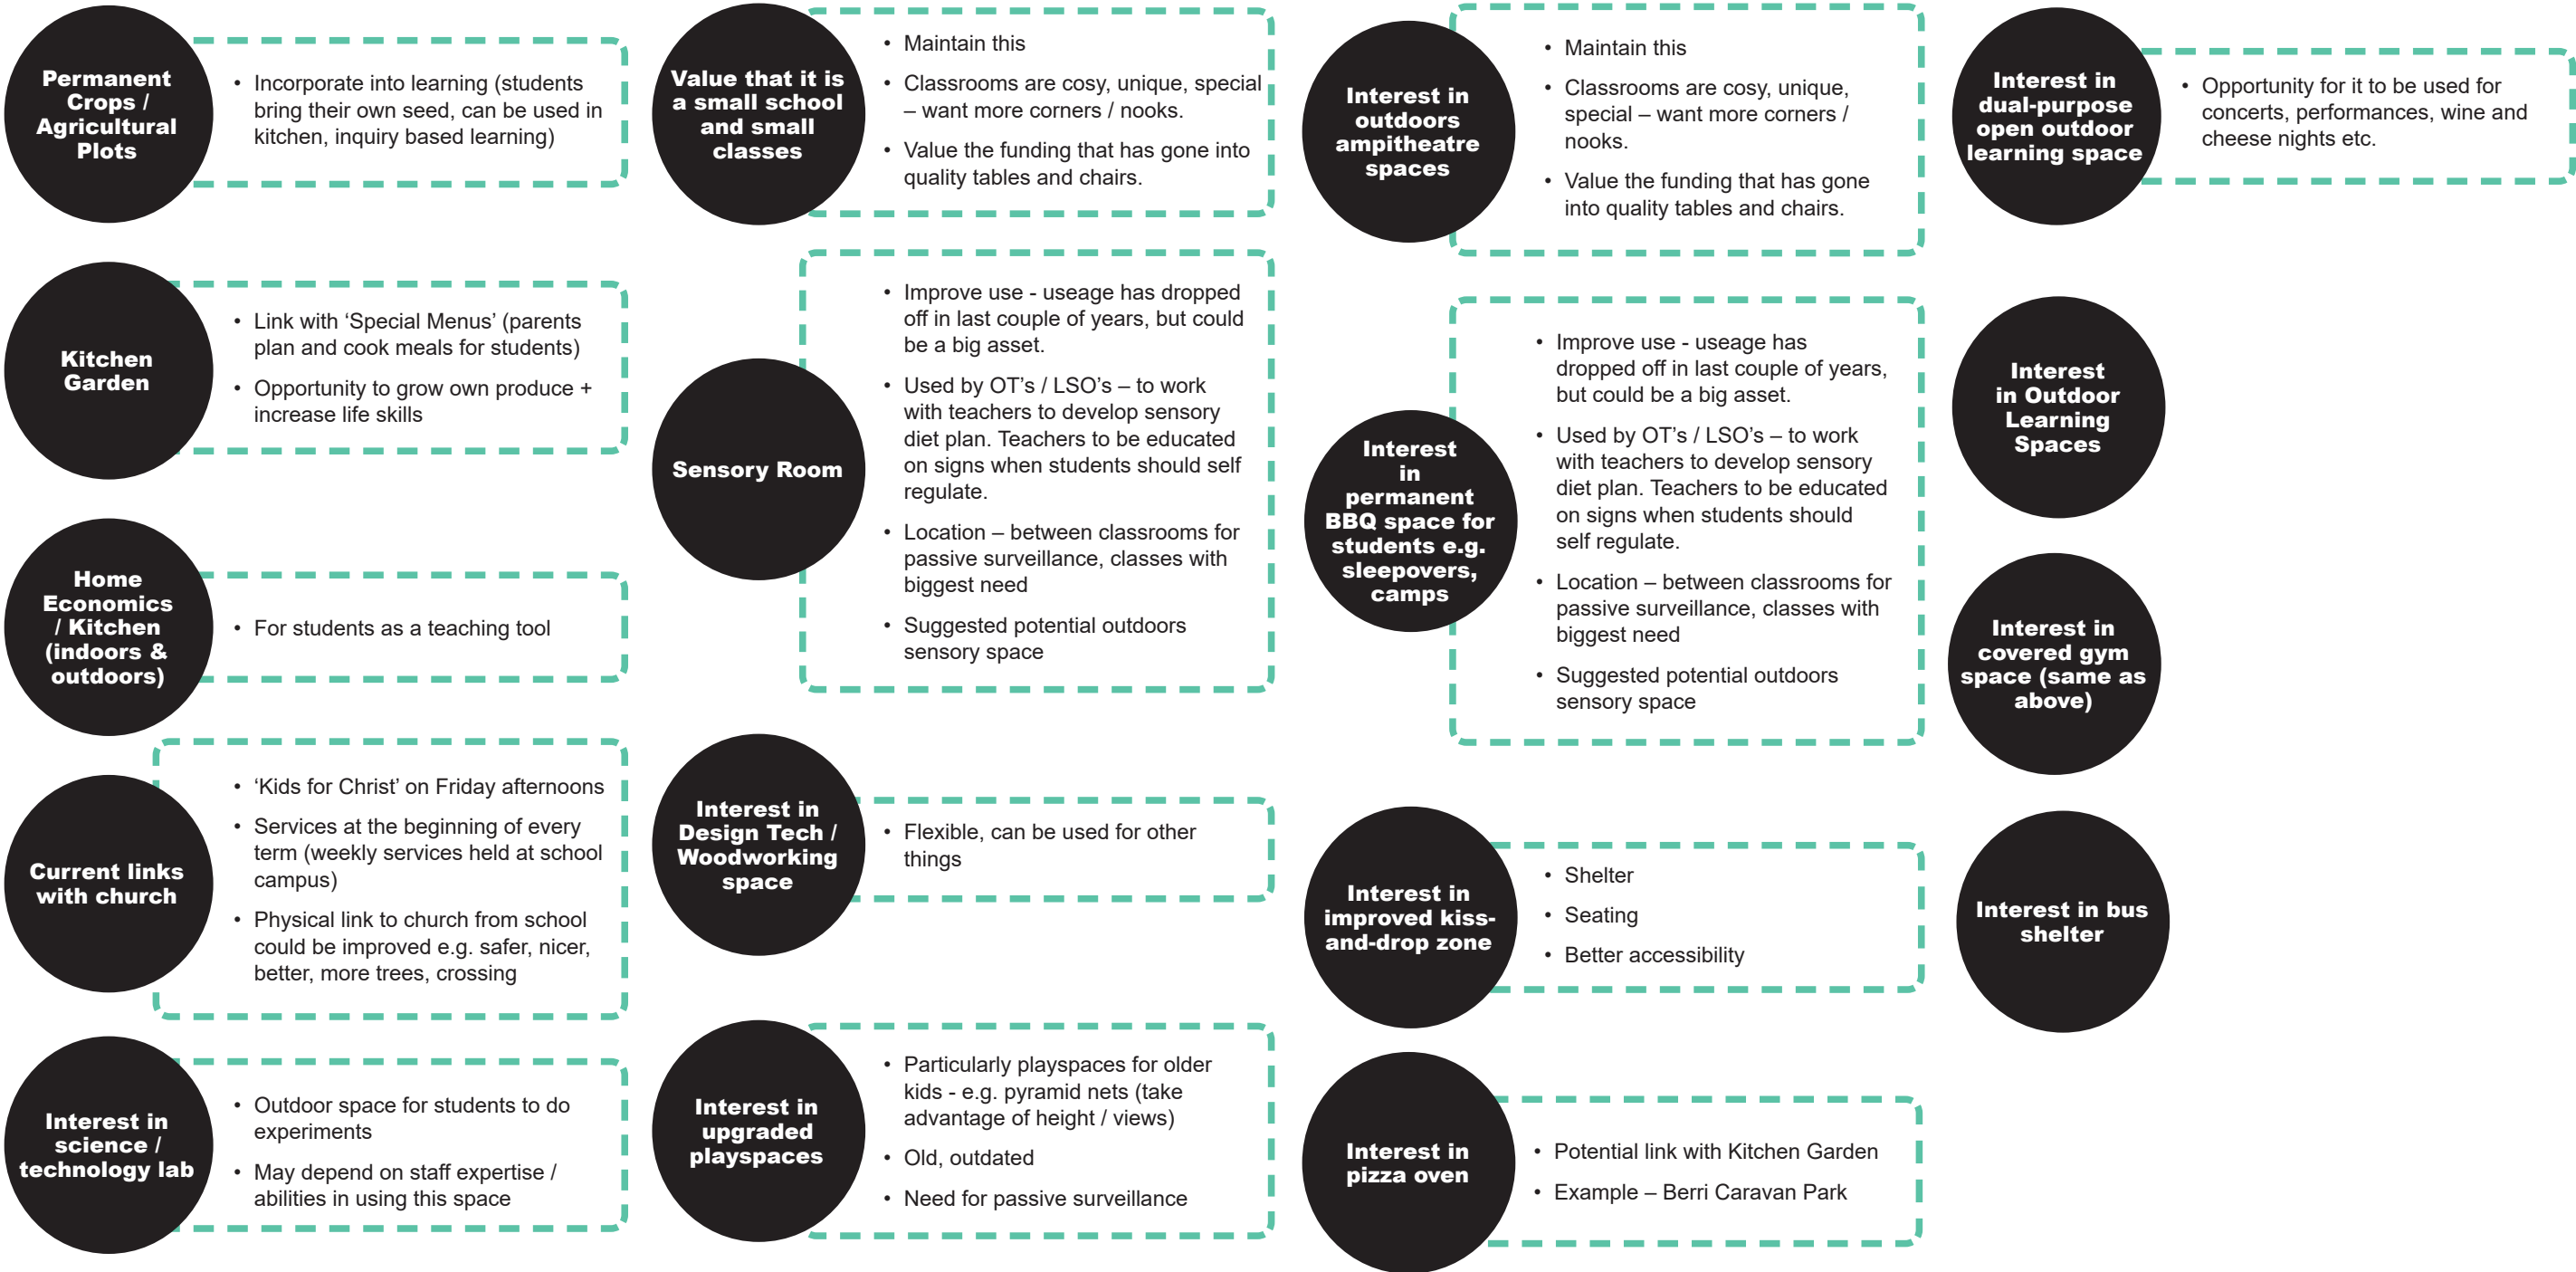 Permanent
Crops /
Agricultural
Plots
• Incorporate into learning (students
bring their own seed, can be used in
kitchen, inquiry based learning)
Kitchen
Garden
• Link with ‘Special Menus’ (parents
plan and cook meals for students)
• Opportunity to grow own produce +
increase life skills
Home
Economics
/ Kitchen
(indoors &
outdoors)
• For students as a teaching tool
Current links
with church
• ‘Kids for Christ’ on Friday afternoons
• Services at the beginning of every
term (weekly services held at school
campus)
• Physical link to church from school
could be improved e.g. safer, nicer,
better, more trees, crossing
Interest in
science /
technology lab
• Outdoor space for students to do
experiments
• May depend on staff expertise /
abilities in using this space
Value that it is
a small school
and small
classes
• Maintain this
• Classrooms are cosy, unique, special
– want more corners / nooks.
• Value the funding that has gone into
quality tables and chairs.
Sensory Room
• Improve use - useage has dropped
off in last couple of years, but could
be a big asset.
• Used by OT’s / LSO’s – to work
with teachers to develop sensory
diet plan. Teachers to be educated
on signs when students should self
regulate.
• Location – between classrooms for
passive surveillance, classes with
biggest need
• Suggested potential outdoors
sensory space
Interest in
Design Tech /
Woodworking
space
• Flexible, can be used for other
things
Interest in
upgraded
playspaces
• Particularly playspaces for older
kids - e.g. pyramid nets (take
advantage of height / views)
• Old, outdated
• Need for passive surveillance
Interest in
outdoors
ampitheatre
spaces
• Maintain this
• Classrooms are cosy, unique,
special – want more corners /
nooks.
• Value the funding that has gone
into quality tables and chairs.
Interest
in
permanent
BBQ space for
students e.g.
sleepovers,
camps
• Improve use - useage has
dropped off in last couple of years,
but could be a big asset.
• Used by OT’s / LSO’s – to work
with teachers to develop sensory
diet plan. Teachers to be educated
on signs when students should
self regulate.
• Location – between classrooms for
passive surveillance, classes with
biggest need
• Suggested potential outdoors
sensory space
Interest in
improved kiss-
and-drop zone
• Shelter
• Seating
• Better accessibility
Interest in
pizza oven
• Potential link with Kitchen Garden
• Example – Berri Caravan Park
Interest in
dual-purpose
open outdoor
learning space
• Opportunity for it to be used for
concerts, performances, wine and
cheese nights etc.
Interest
in Outdoor
Learning
Spaces
Interest in
covered gym
space (same as
above)
Interest in bus
shelter